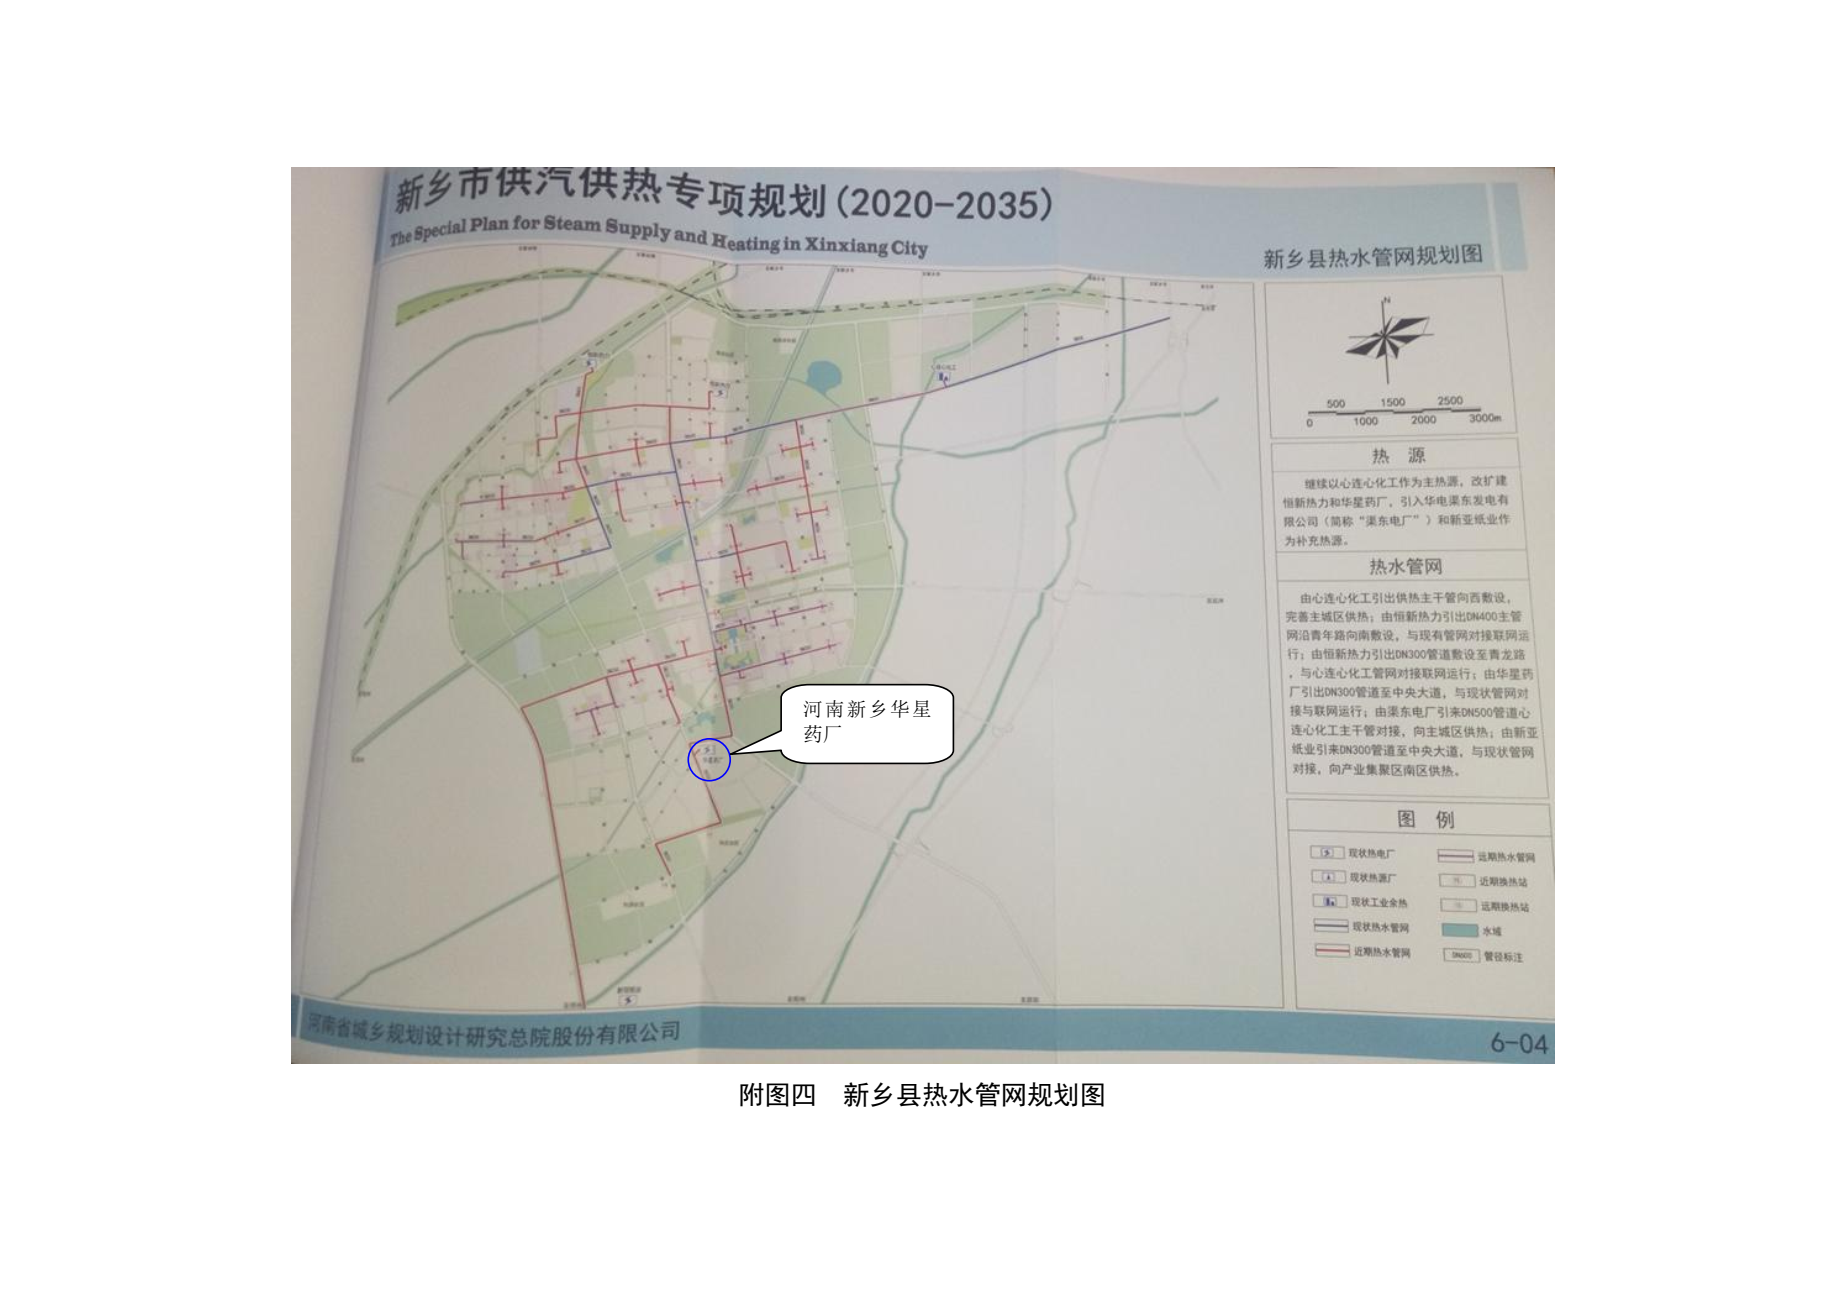 新乡市供汽供热专项规划(2020-2035)
The Special Plan for Steam Supply and Heating in Xinxiang City
新乡县热水管网规划图
N
500 1500 2500
0 1000 2000 3000m
热 源
继续以心连心化工作为主热源，改扩建
恒新热力和华星药厂，引入华电渠东发电有
限公司（简称“渠东电厂”）和新亚纸业作
为补充热源。
热水管网
由心连心化工引出供热主干管向西敷设，
完善主城区供热；由恒新热力引出DN400主管
网沿青年路向南敷设，与现有管网对接联网运
行；由恒新热力引出DN300管道敷设至青龙路
，与心连心化工管网对接联网运行；由华星药
厂引出DN300管道至中央大道，与现状管网对
接与联网运行；由渠东电厂引来DN500管道心
连心化工主干管对接，向主城区供热；由新亚
纸业引来DN300管道至中央大道，与现状管网
对接，向产业集聚区南区供热。
河南新乡华星
药厂
图 例
现状热电厂 远期热水管网
现状热源厂 近期换热站
现状工业余热 远期换热站
现状热水管网 水域
近期热水管网 DN600 管径标注
河南省城乡规划设计研究总院股份有限公司
6-04
附图四 新乡县热水管网规划图